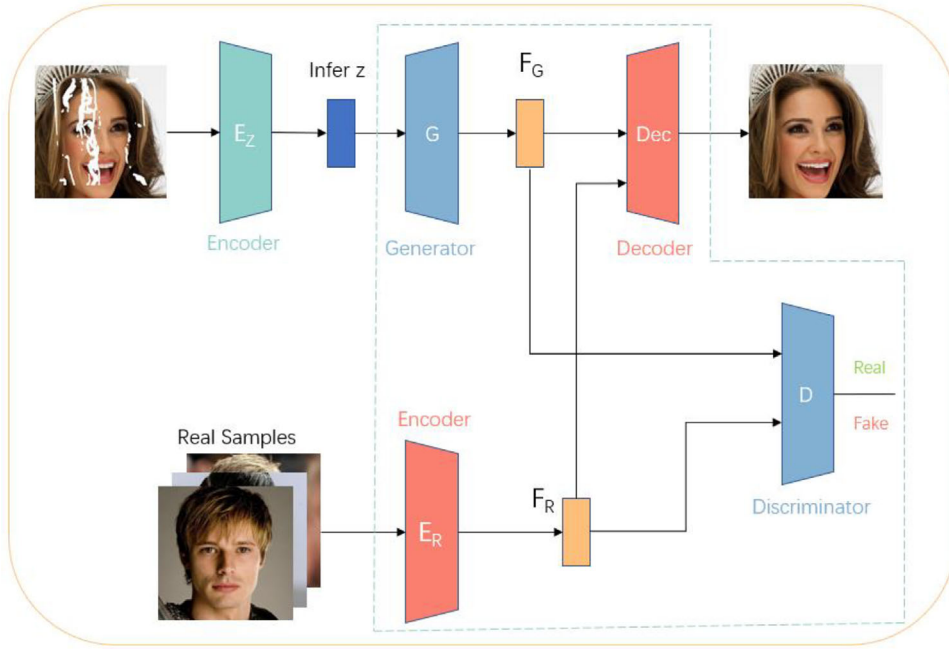 Infer z
F_G
E_Z
G
Dec
Encoder
Generator
Decoder
Real
D
Fake
Encoder
Real Samples
F_R
Discriminator
E_R